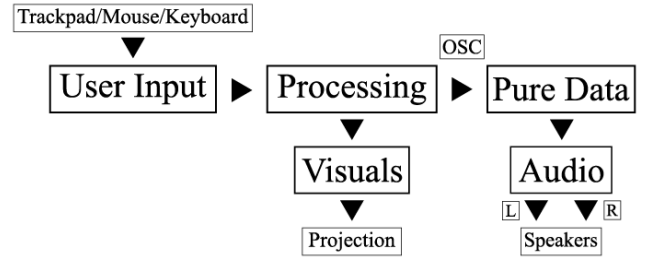 Trackpad/Mouse/Keyboard
OSC
User Input
Processing
Pure Data
Visuals
Audio
L
R
Projection
Speakers